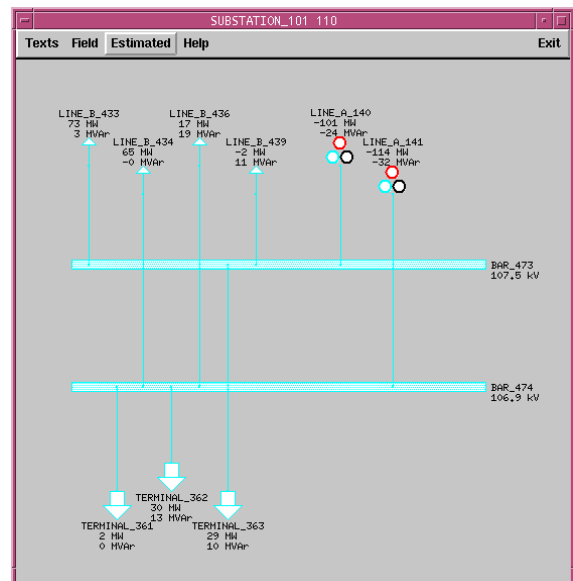 SUBSTATION_101 110
Texts Field Estimated Help Exit
LINE_B_433
73 MW
3 MVAr
LINE_B_434
65 MW
-0 MVAr
LINE_B_436
17 MW
19 MVAr
LINE_B_439
-2 MW
11 MVAr
LINE_A_140
-101 MW
-24 MVAr
LINE_A_141
-114 MW
-32 MVAr
BAR_473
107.5 kV
BAR_474
106.9 kV
TERMINAL_361
2 MW
0 MVAr
TERMINAL_362
30 MW
13 MVAr
TERMINAL_363
29 MW
10 MVAr